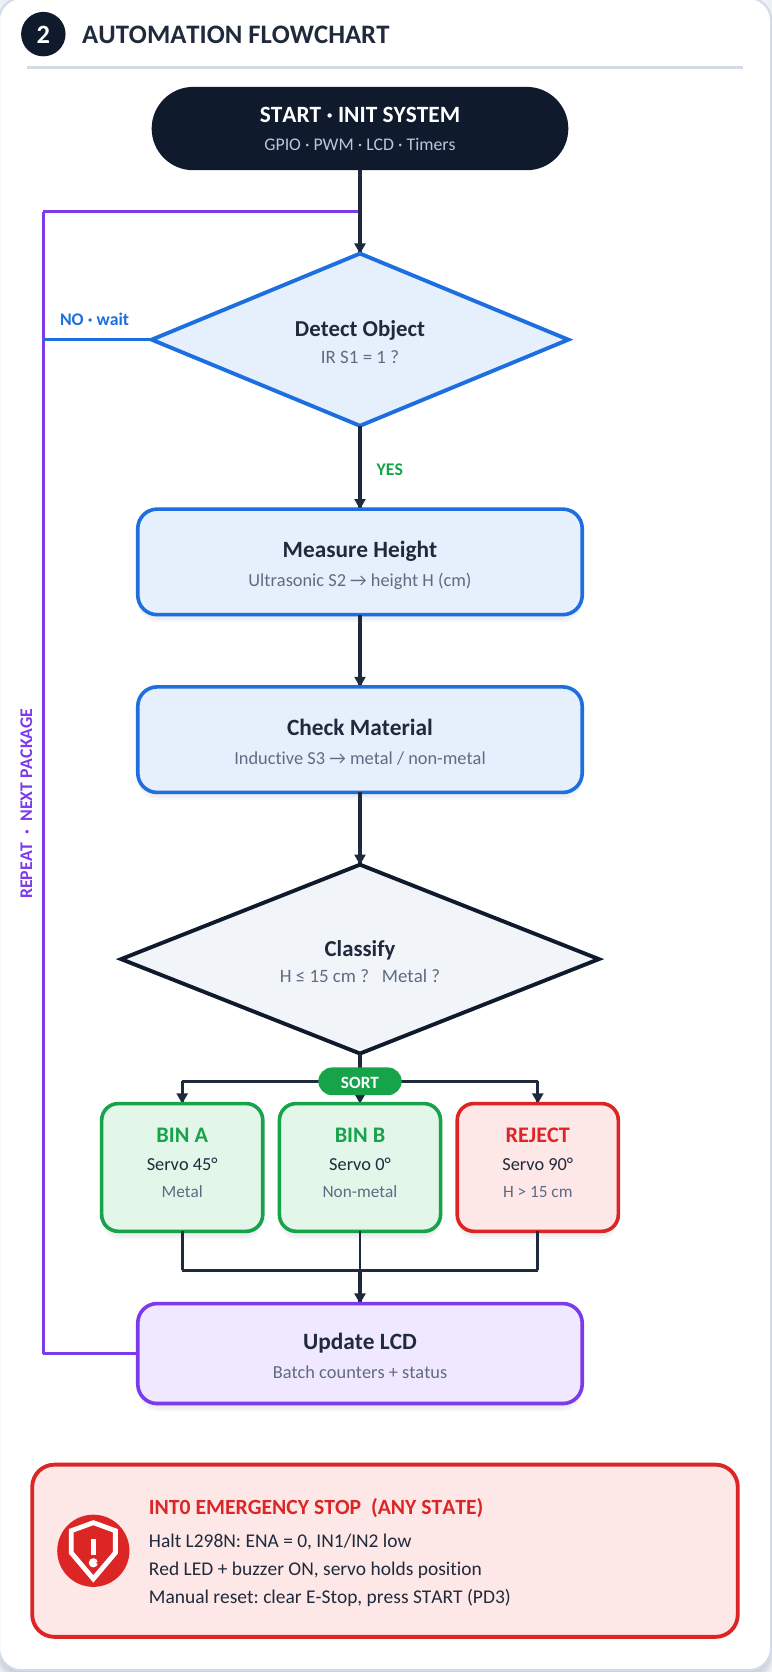 2 AUTOMATION FLOWCHART
START · INIT SYSTEM
GPIO · PWM · LCD · Timers
NO · wait
Detect Object
IR S1 = 1 ?
YES
Measure Height
Ultrasonic S2 → height H (cm)
Check Material
Inductive S3 → metal / non-metal
REPEAT · NEXT PACKAGE
Classify
H ≤ 15 cm ? Metal ?
SORT
BIN A
Servo 45°
Metal
BIN B
Servo 0°
Non-metal
REJECT
Servo 90°
H > 15 cm
Update LCD
Batch counters + status
INT0 EMERGENCY STOP (ANY STATE)
Halt L298N: ENA = 0, IN1/IN2 low
Red LED + buzzer ON, servo holds position
Manual reset: clear E-Stop, press START (PD3)